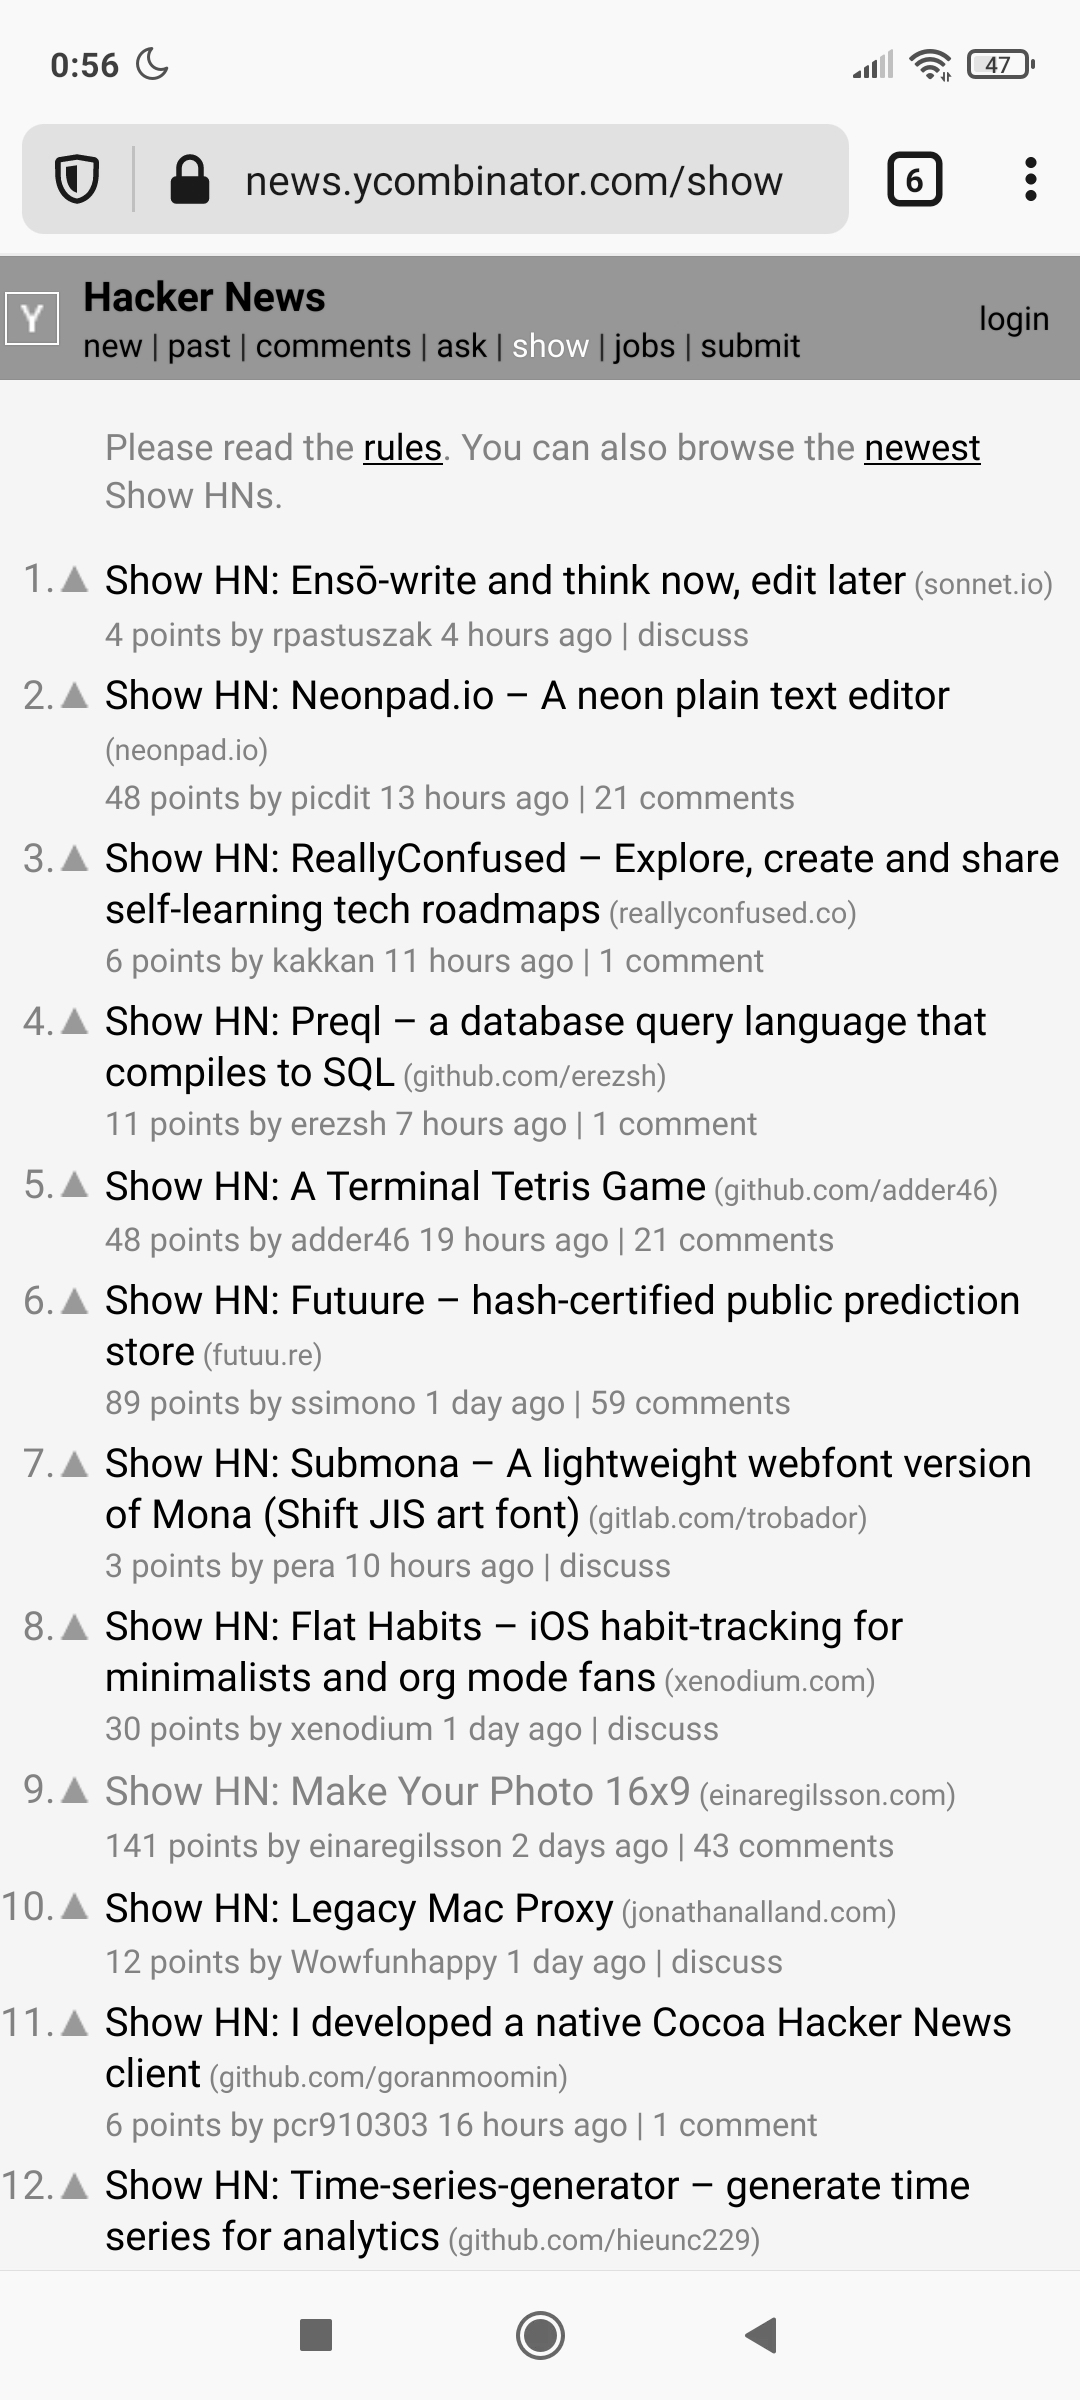 0:56
47
news.ycombinator.com/show
6
Y
Hacker News
new | past | comments | ask | show | jobs | submit
login
Please read the rules. You can also browse the newest
Show HNs.
1. Show HN: Ensō-write and think now, edit later (sonnet.io)
4 points by rpastuszak 4 hours ago | discuss
2. Show HN: Neonpad.io – A neon plain text editor
(neonpad.io)
48 points by picdit 13 hours ago | 21 comments
3. Show HN: ReallyConfused – Explore, create and share
self-learning tech roadmaps (reallyconfused.co)
6 points by kakkan 11 hours ago | 1 comment
4. Show HN: Preql – a database query language that
compiles to SQL (github.com/erezsh)
11 points by erezsh 7 hours ago | 1 comment
5. Show HN: A Terminal Tetris Game (github.com/adder46)
48 points by adder46 19 hours ago | 21 comments
6. Show HN: Futuure – hash-certified public prediction
store (futuu.re)
89 points by ssimono 1 day ago | 59 comments
7. Show HN: Submona – A lightweight webfont version
of Mona (Shift JIS art font) (gitlab.com/trobador)
3 points by pera 10 hours ago | discuss
8. Show HN: Flat Habits – iOS habit-tracking for
minimalists and org mode fans (xenodium.com)
30 points by xenodium 1 day ago | discuss
9. Show HN: Make Your Photo 16x9 (einaregilsson.com)
141 points by einaregilsson 2 days ago | 43 comments
10. Show HN: Legacy Mac Proxy (jonathanalland.com)
12 points by Wowfunhappy 1 day ago | discuss
11. Show HN: I developed a native Cocoa Hacker News
client (github.com/goranmoomin)
6 points by pcr910303 16 hours ago | 1 comment
12. Show HN: Time-series-generator – generate time
series for analytics (github.com/hieunc229)